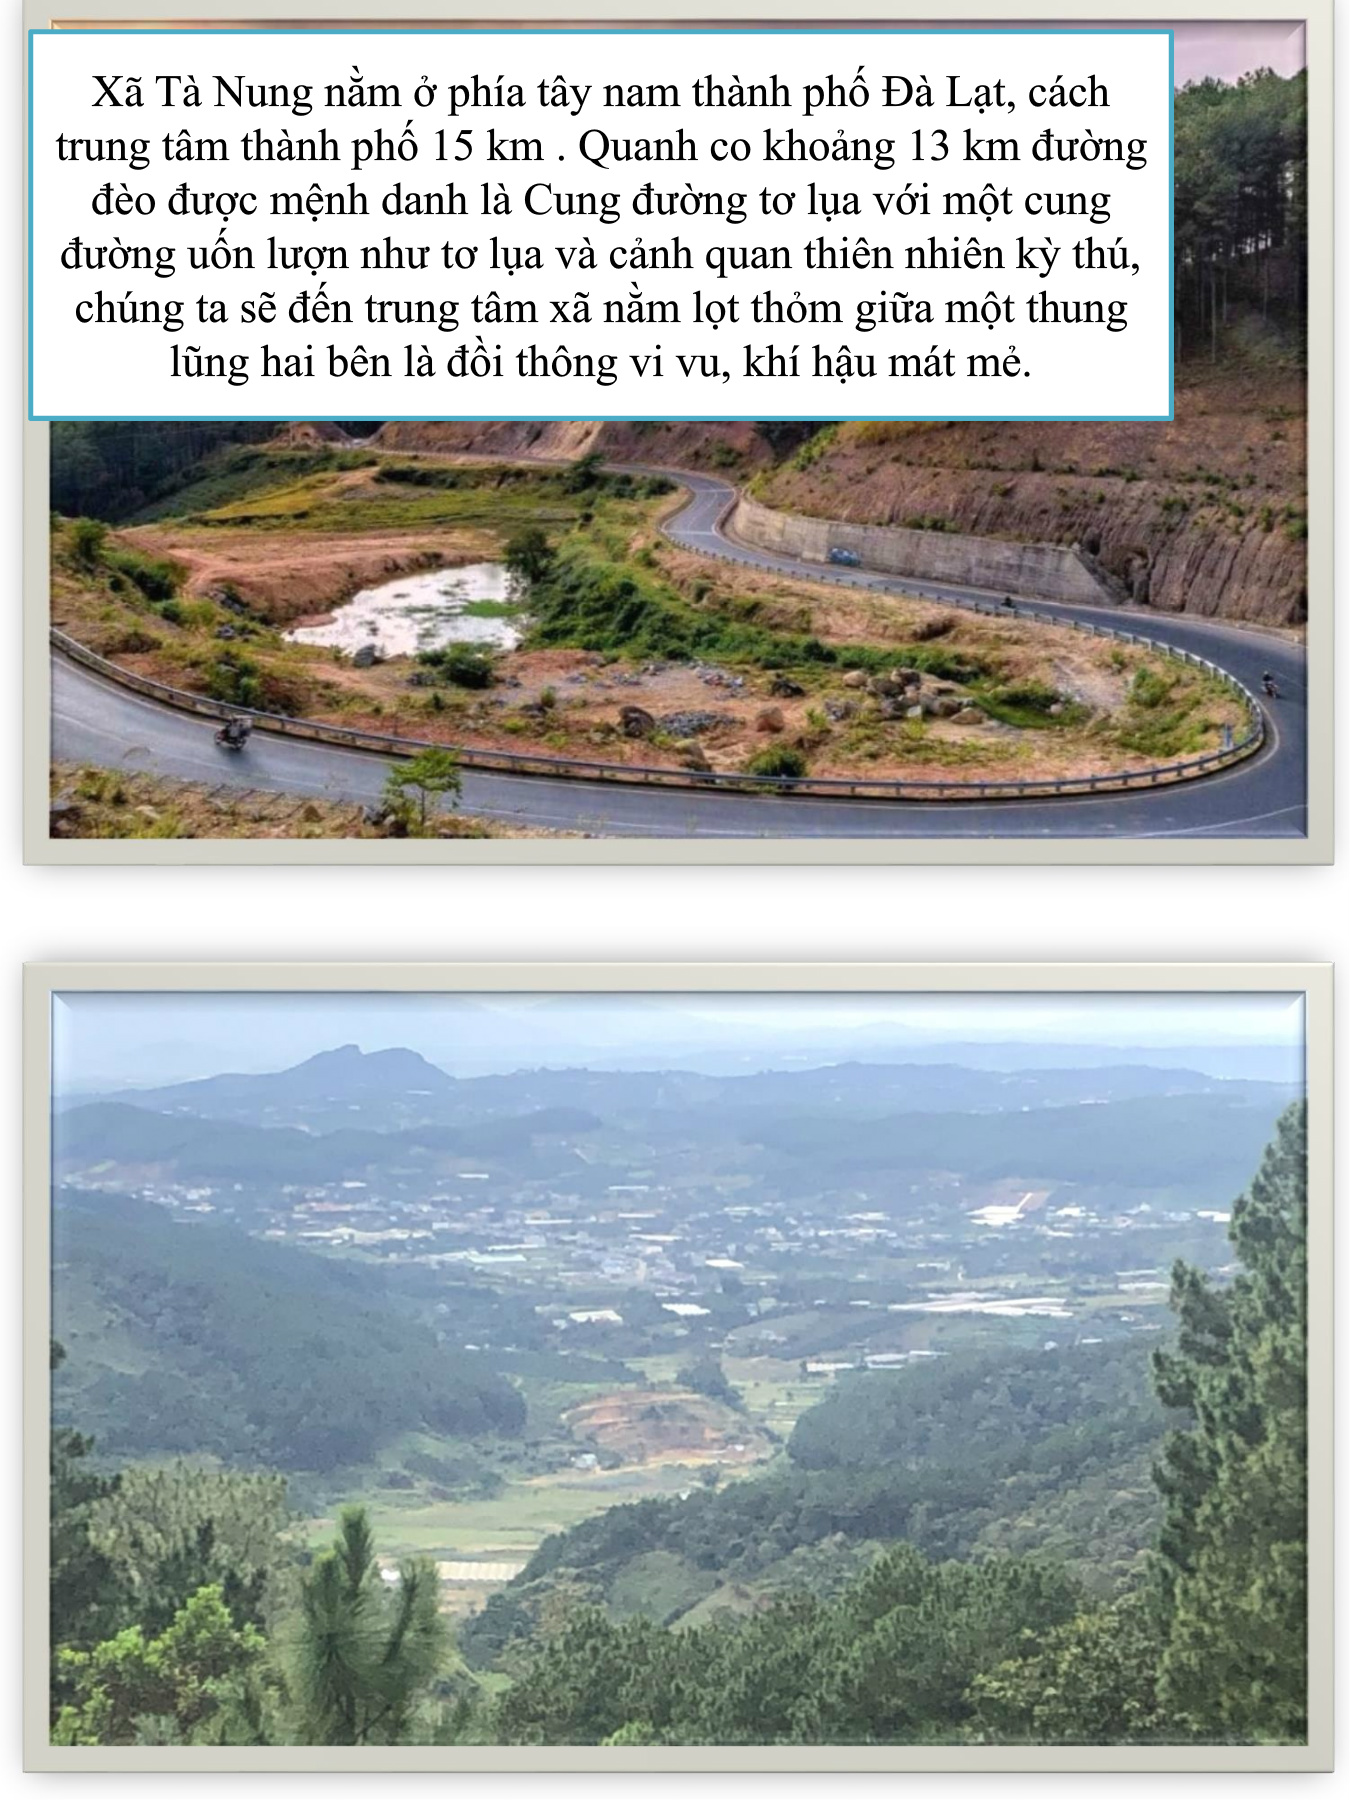 Xã Tà Nung nằm ở phía tây nam thành phố Đà Lạt, cách
trung tâm thành phố 15 km . Quanh co khoảng 13 km đường
đèo được mệnh danh là Cung đường tơ lụa với một cung
đường uốn lượn như tơ lụa và cảnh quan thiên nhiên kỳ thú,
chúng ta sẽ đến trung tâm xã nằm lọt thỏm giữa một thung
lũng hai bên là đồi thông vi vu, khí hậu mát mẻ.